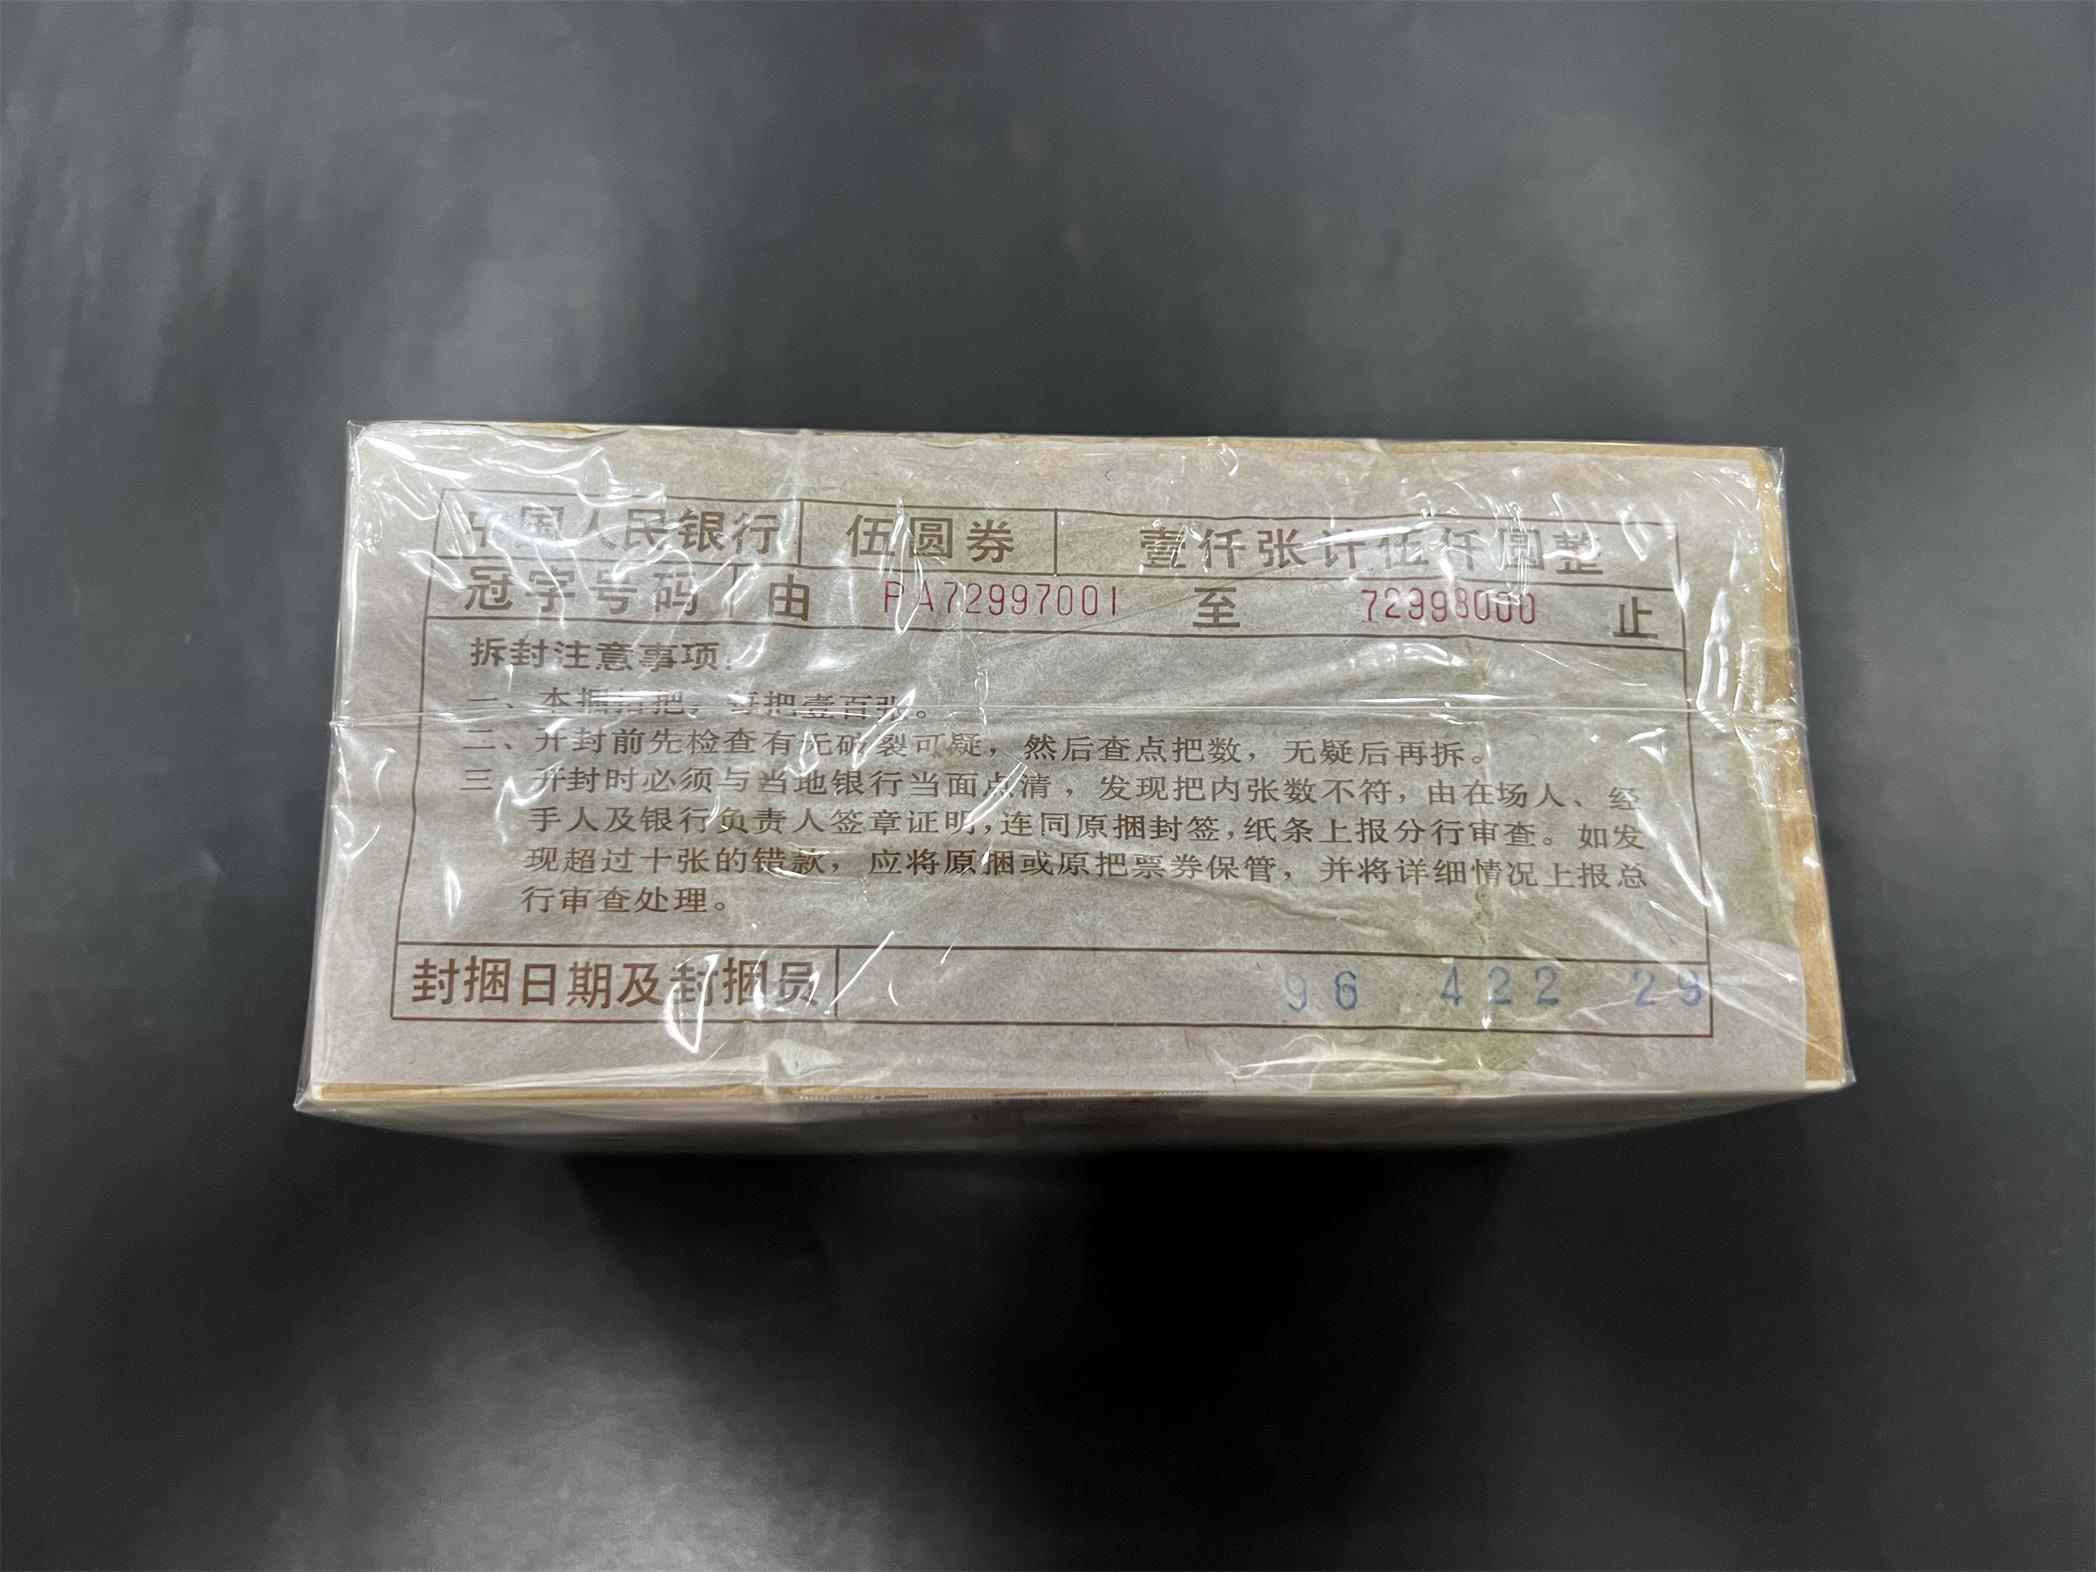 中国人民银行 伍圆券 壹仟张计伍仟圆整
冠字号码 由 PA72997001 至 72998000 止
拆封注意事项:
一、本捆拾把，每把壹百张。
二、开封前先检查有无破裂可疑，然后查点把数，无疑后再拆。
三 开封时必须与当地银行当面点清，发现把内张数不符，由在场人、经
手人及银行负责人签章证明，连同原捆封签，纸条上报分行审查。如发
现超过十张的错款，应将原捆或原把票券保管，并将详细情况上报总
行审查处理。
封捆日期及封捆员 96 422 29